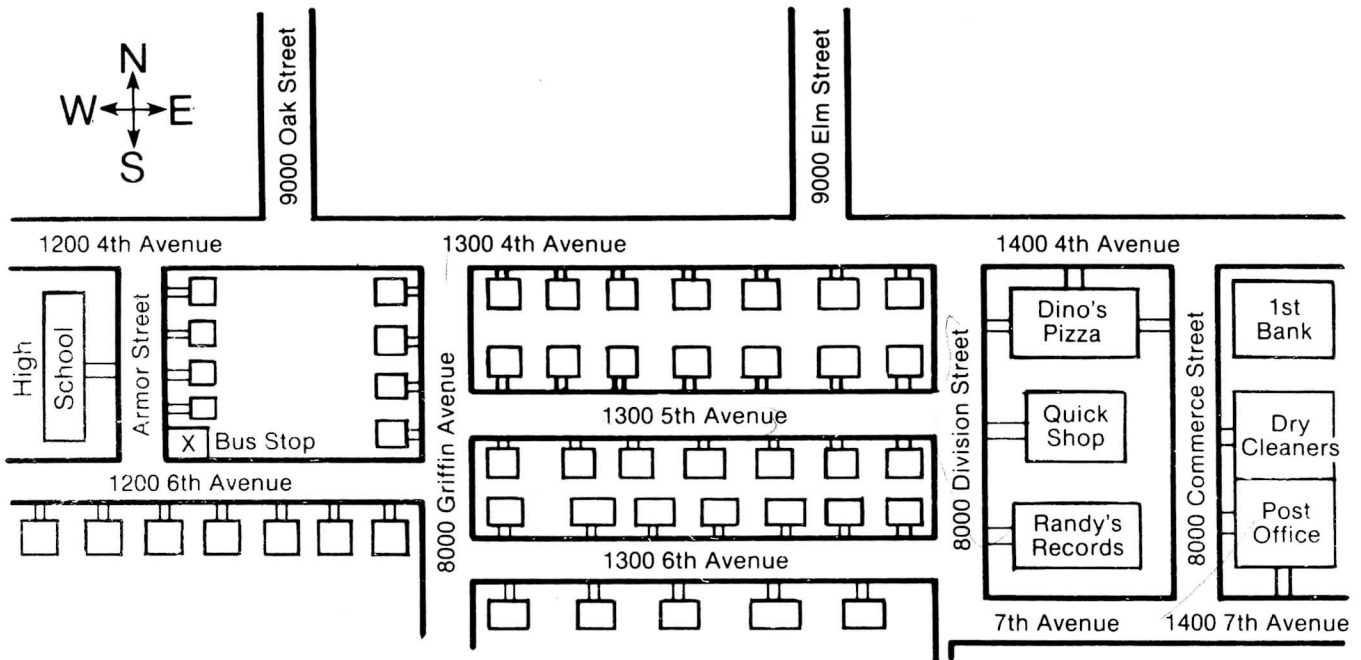 N
W E
S
9000 Oak Street
9000 Elm Street
1200 4th Avenue
1300 4th Avenue
1400 4th Avenue
High
School
Armor Street
X Bus Stop
8000 Griffin Avenue
1300 5th Avenue
8000 Division Street
Dino's
Pizza
Quick
Shop
Randy's
Records
8000 Commerce Street
1st
Bank
Dry
Cleaners
Post
Office
1200 6th Avenue
1300 6th Avenue
7th Avenue
1400 7th Avenue